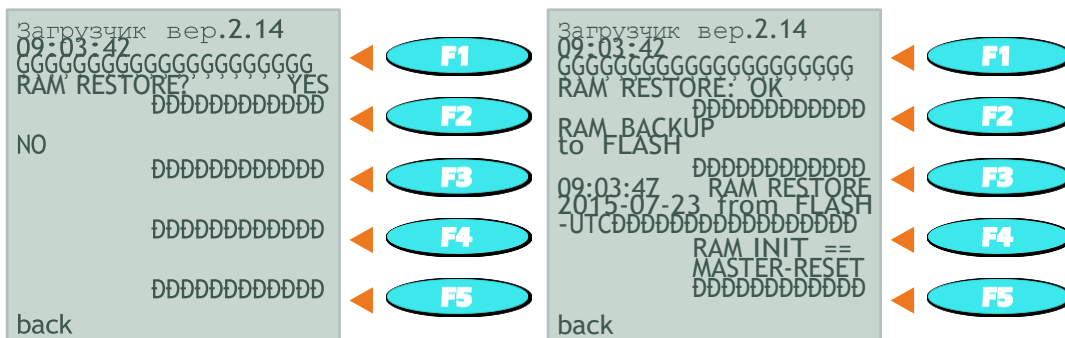 Загрузчик вер.2.14
09:03:42
ĢĢĢĢĢĢĢĢĢĢĢĢĢĢĢĢĢĢĢĢĢ
RAM RESTORE? YES
ĐĐĐĐĐĐĐĐĐĐĐĐ
NO
ĐĐĐĐĐĐĐĐĐĐĐĐ
ĐĐĐĐĐĐĐĐĐĐĐĐ
ĐĐĐĐĐĐĐĐĐĐĐĐ
back
F1
F2
F3
F4
F5
Загрузчик вер.2.14
09:03:42
ĢĢĢĢĢĢĢĢĢĢĢĢĢĢĢĢĢĢĢĢĢ
RAM RESTORE: OK
ĐĐĐĐĐĐĐĐĐĐĐĐ
RAM BACKUP
to FLASH
ĐĐĐĐĐĐĐĐĐĐĐĐ
09:03:47 RAM RESTORE
2015-07-23 from FLASH
-UTCĐĐĐĐĐĐĐĐĐĐĐĐĐĐĐĐĐ
RAM INIT ==
MASTER-RESET
ĐĐĐĐĐĐĐĐĐĐĐĐ
back
F1
F2
F3
F4
F5